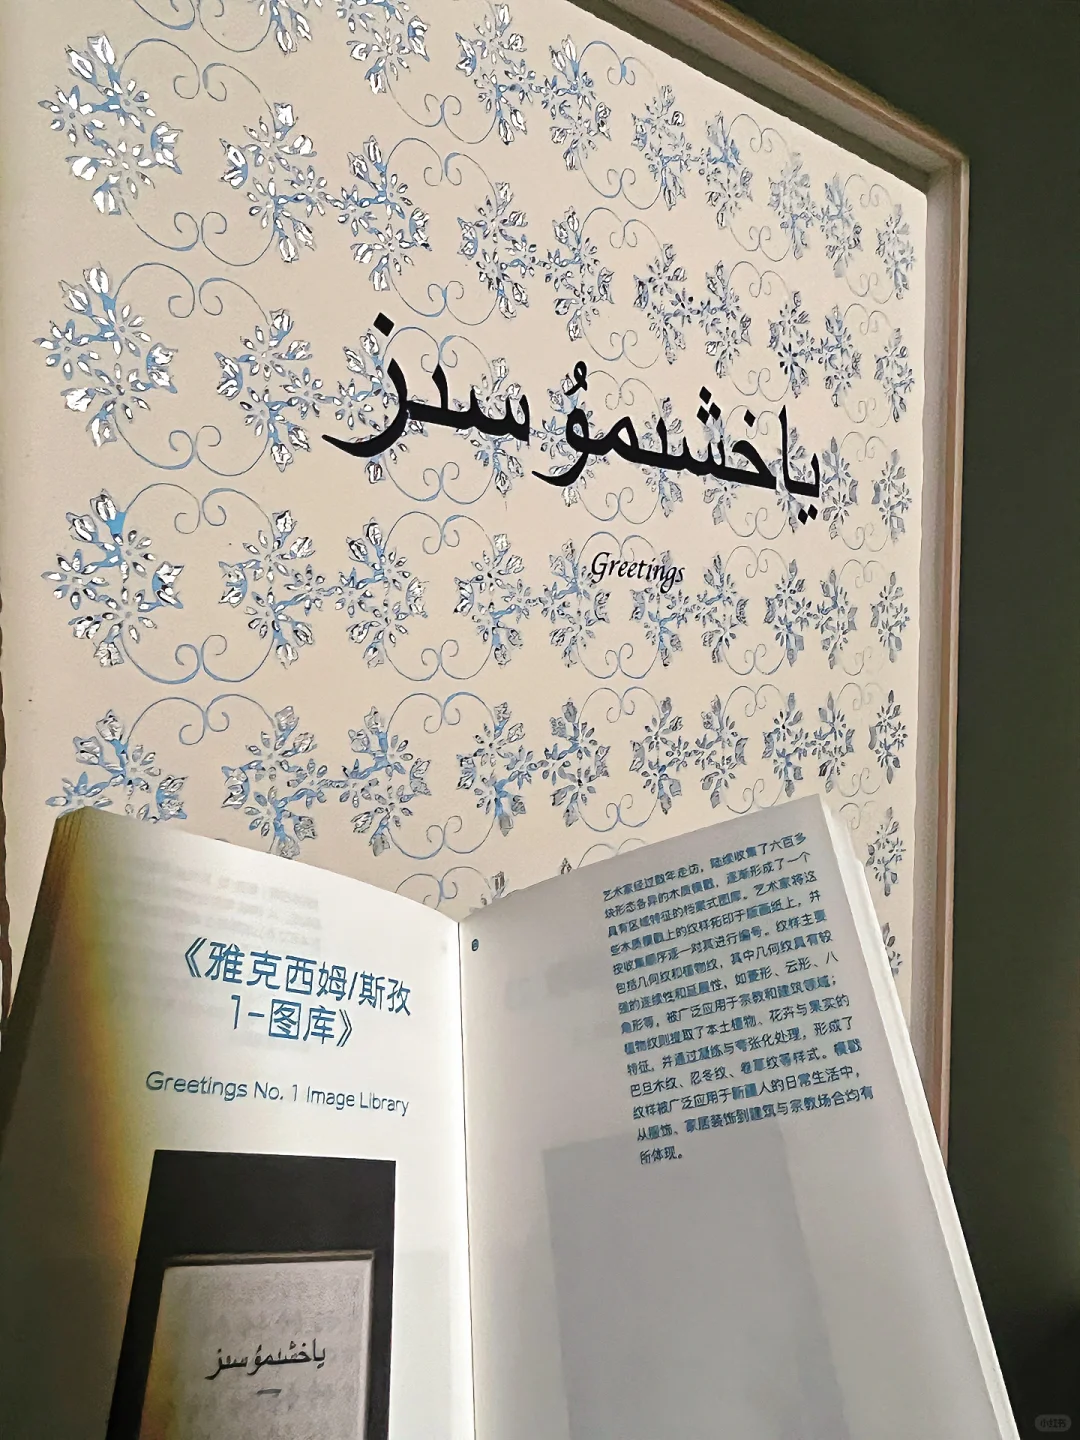 ياخشىمۇ سىز
Greetings
《雅克西姆/斯孜
1-图库》
Greetings No. 1 Image Library
ياخشىمۇ سىز
艺术家经过数年走访，陆续收集了六百多
块形态各异的木质模戳，逐渐形成了一个
具有区域特征的档案式图库。艺术家将这
些木质模戳上的纹样拓印于版画纸上，并
按收集顺序逐一对其进行编号。纹样主要
包括几何纹和植物纹，其中几何纹具有较
强的连续性和延展性，如菱形、云形、八
角形等，被广泛应用于宗教和建筑等领域；
植物纹则提取了本土植物、花卉与果实的
特征，并通过凝练与夸张化处理，形成了
巴旦木纹、忍冬纹、卷草纹等样式。模戳
纹样被广泛应用于新疆人的日常生活中，
从服饰、家居装饰到建筑与宗教场合均有
所体现。
小红书